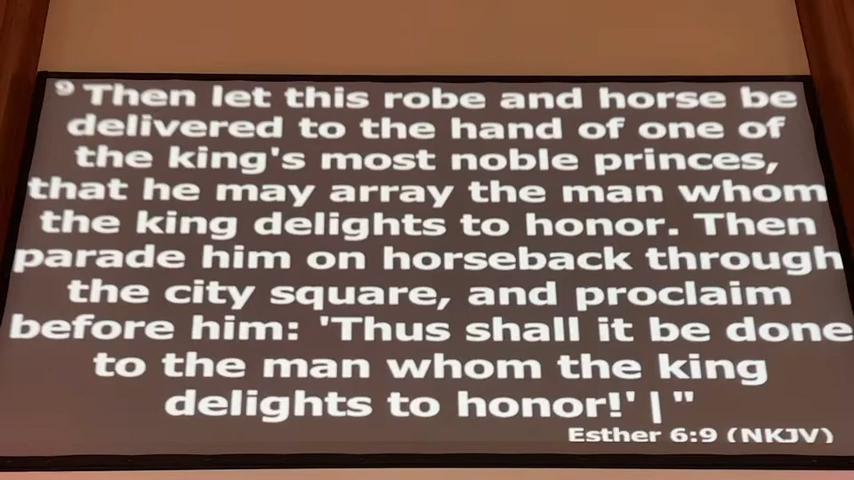 9 Then let this robe and horse be
delivered to the hand of one of
the king's most noble princes,
that he may array the man whom
the king delights to honor. Then
parade him on horseback through
the city square, and proclaim
before him: 'Thus shall it be done
to the man whom the king
delights to honor!' | "
Esther 6:9 (NKJV)